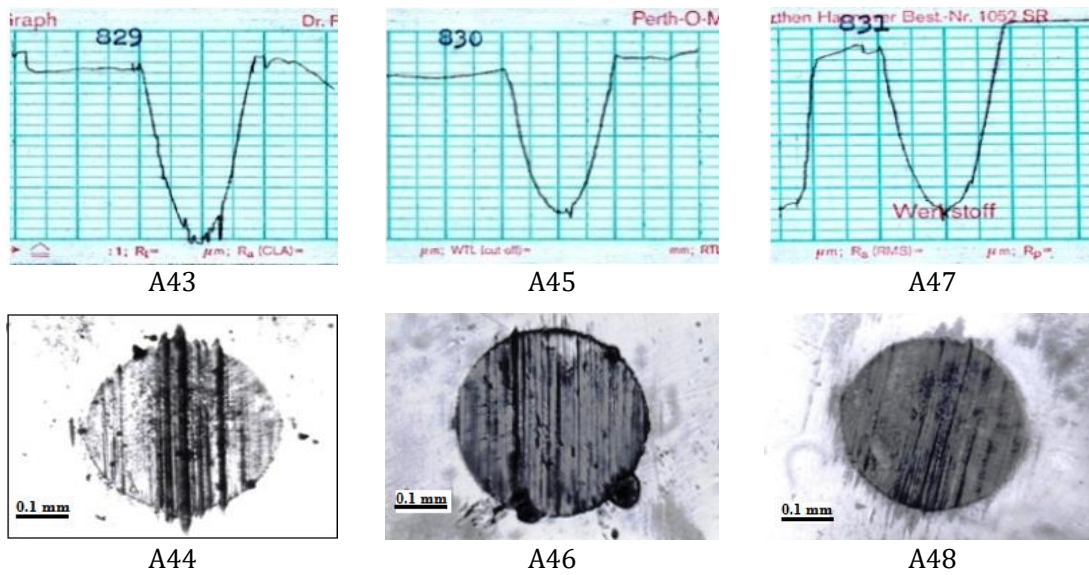 Graph Dr. F
829
:1; Rt= µm; Ra (CLA)=
A43
Perth-O-M
830
µm; WTL (cut off)= mm; RTL
A45
Best.-Nr. 1052 SR
831
Werkstoff
µm; Ra (RMS)= µm; Rp=
A47
0.1 mm
A44
0.1 mm
A46
0.1 mm
A48